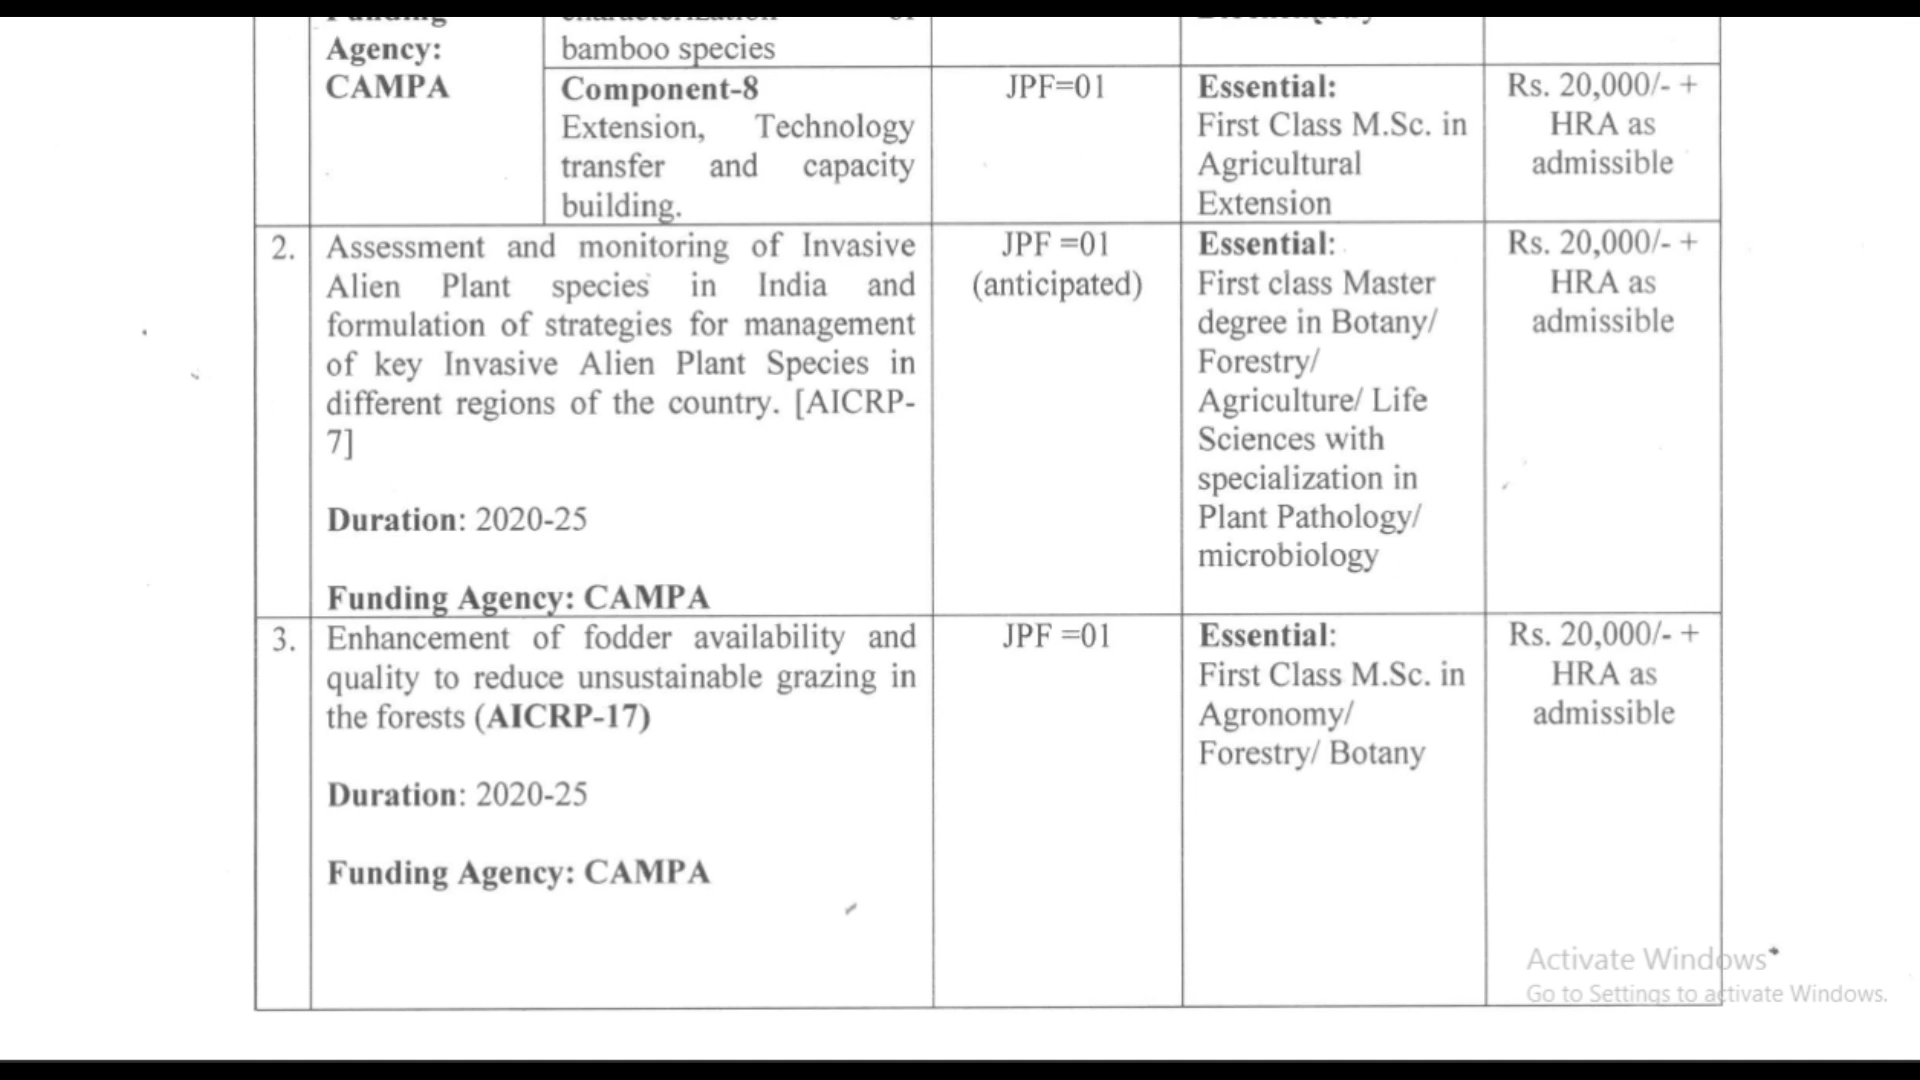 Agency:
CAMPA
bamboo species
Component-8
Extension, Technology
transfer and capacity
building.
JPF=01
Essential:
First Class M.Sc. in
Agricultural
Extension
Rs. 20,000/- +
HRA as
admissible
2.
Assessment and monitoring of Invasive
Alien Plant species in India and
formulation of strategies for management
of key Invasive Alien Plant Species in
different regions of the country. [AICRP-
7]
Duration: 2020-25
Funding Agency: CAMPA
JPF =01
(anticipated)
Essential:
First class Master
degree in Botany/
Forestry/
Agriculture/ Life
Sciences with
specialization in
Plant Pathology/
microbiology
Rs. 20,000/- +
HRA as
admissible
3.
Enhancement of fodder availability and
quality to reduce unsustainable grazing in
the forests (AICRP-17)
Duration: 2020-25
Funding Agency: CAMPA
JPF =01
Essential:
First Class M.Sc. in
Agronomy/
Forestry/ Botany
Rs. 20,000/- +
HRA as
admissible
Activate Windows
Go to Settings to activate Windows.